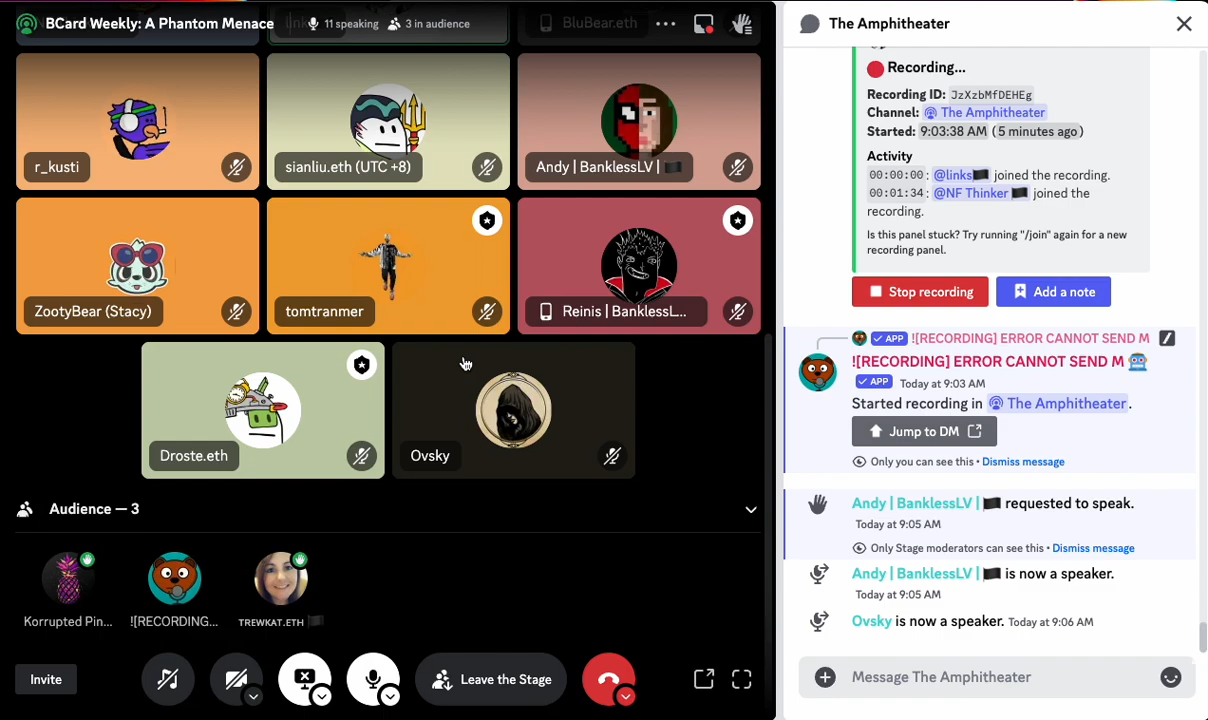 BCard Weekly: A Phantom Menace
11 speaking
3 in audience
BluBear.eth
r_kusti
sianliu.eth (UTC +8)
Andy | BanklessLV |
ZootyBear (Stacy)
tomtranmer
Reinis | BanklessL...
Droste.eth
Ovsky
Audience — 3
Korrupted Pin...
![RECORDING...
TREWKAT.ETH
Invite
Leave the Stage
The Amphitheater
Recording...
Recording ID: JzXzbMfDEHEg
Channel: The Amphitheater
Started: 9:03:38 AM (5 minutes ago)
Activity
00:00:00: @links joined the recording.
00:01:34: @NF Thinker joined the
recording.
Is this panel stuck? Try running "/join" again for a new
recording panel.
Stop recording
Add a note
APP ![RECORDING] ERROR CANNOT SEND M
![RECORDING] ERROR CANNOT SEND M
APP Today at 9:03 AM
Started recording in The Amphitheater.
Jump to DM
Only you can see this • Dismiss message
Andy | BanklessLV | requested to speak.
Today at 9:05 AM
Only Stage moderators can see this • Dismiss message
Andy | BanklessLV | is now a speaker.
Today at 9:05 AM
Ovsky is now a speaker. Today at 9:06 AM
Message The Amphitheater